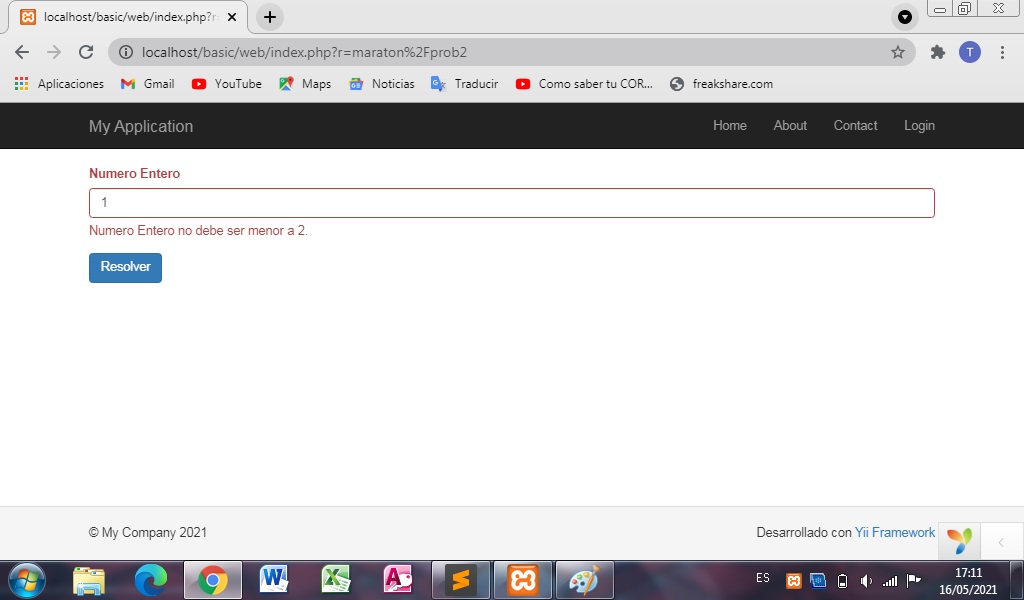 localhost/basic/web/index.php?r=
localhost/basic/web/index.php?r=maraton%2Fprob2
T
Aplicaciones Gmail YouTube Maps Noticias Traducir Como saber tu COR... freakshare.com
My Application Home About Contact Login
Numero Entero
1
Numero Entero no debe ser menor a 2.
Resolver
© My Company 2021 Desarrollado con Yii Framework
ES 17:11
16/05/2021